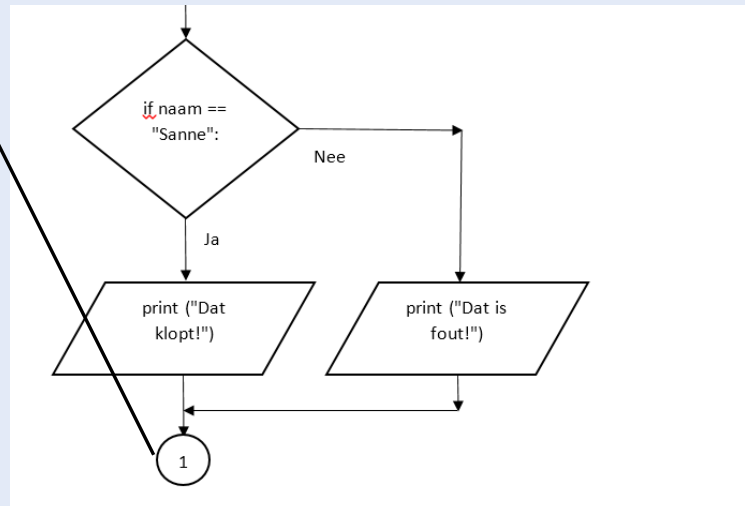 if naam ==
"Sanne":
Nee
Ja
print ("Dat
klopt!")
print ("Dat is
fout!")
1